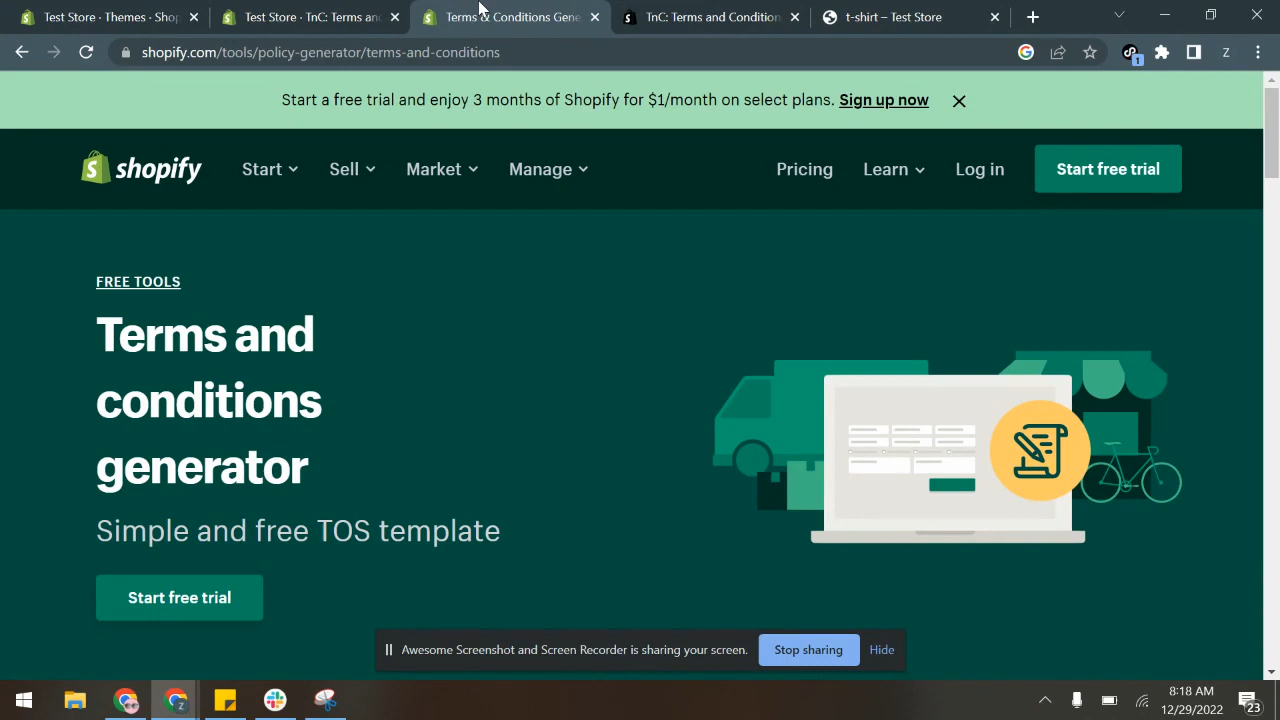 Test Store · Themes · Shop
Test Store · TnC: Terms and
Terms & Conditions Gene
TnC: Terms and Condition
t-shirt – Test Store
shopify.com/tools/policy-generator/terms-and-conditions
1
Z
Start a free trial and enjoy 3 months of Shopify for $1/month on select plans. Sign up now
shopify
Start
Sell
Market
Manage
Pricing
Learn
Log in
Start free trial
FREE TOOLS
Terms and
conditions
generator
Simple and free TOS template
Start free trial
Awesome Screenshot and Screen Recorder is sharing your screen.
Stop sharing
Hide
8:18 AM
12/29/2022
23